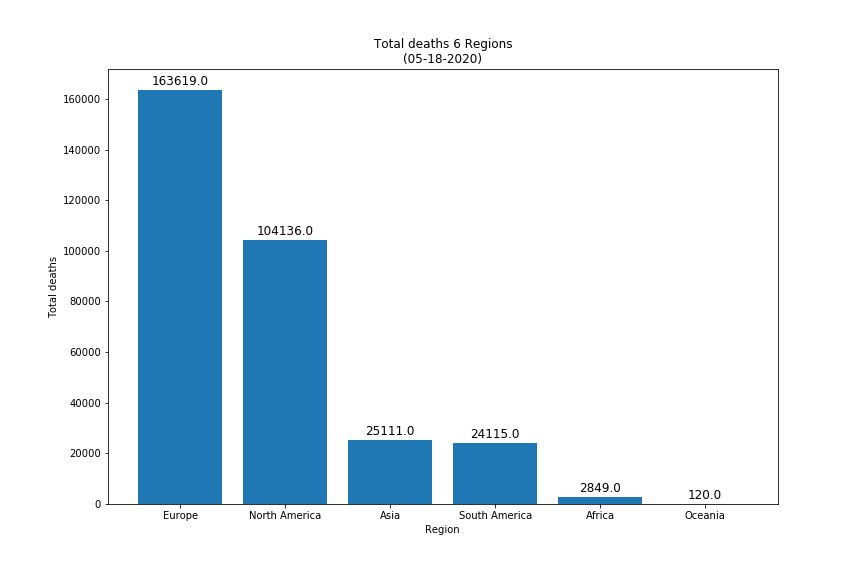 Total deaths 6 Regions
(05-18-2020)
163619.0
104136.0
25111.0
24115.0
2849.0
120.0
160000
140000
120000
100000
80000
60000
40000
20000
0
Total deaths
Europe
North America
Asia
South America
Africa
Oceania
Region